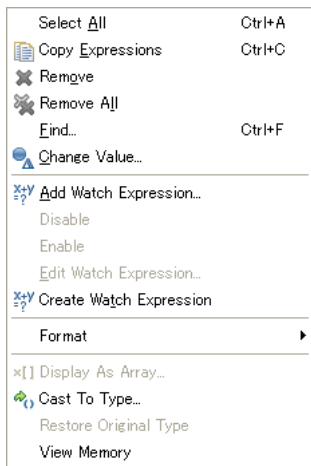 Select All Ctrl+A
Copy Expressions Ctrl+C
Remove
Remove All
Find... Ctrl+F
Change Value...
x+y=? Add Watch Expression...
Disable
Enable
Edit Watch Expression...
x+y=? Create Watch Expression
Format
×[] Display As Array...
Cast To Type...
Restore Original Type
View Memory